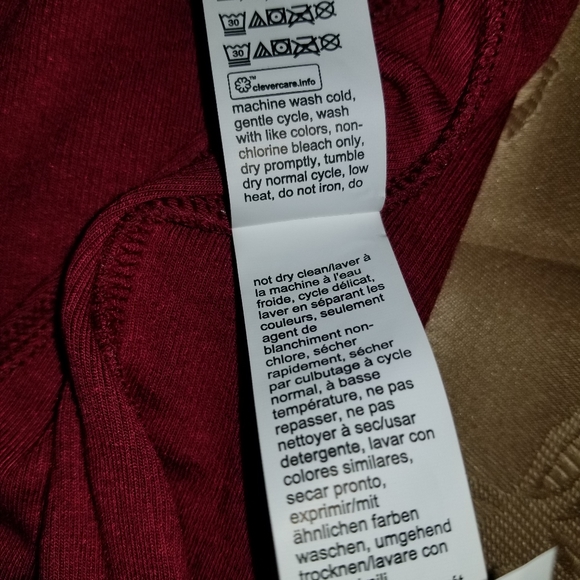 30
30
clevercare.info
machine wash cold,
gentle cycle, wash
with like colors, non-
chlorine bleach only,
dry promptly, tumble
dry normal cycle, low
heat, do not iron, do
not dry clean/laver à
la machine à l'eau
froide, cycle délicat,
laver en séparant les
couleurs, seulement
agent de
blanchiment non-
chlore, sécher
rapidement, sécher
par culbutage à cycle
normal, à basse
température, ne pas
repasser, ne pas
nettoyer à sec/usar
detergente, lavar con
colores similares,
secar pronto,
exprimir/mit
ähnlichen farben
waschen, umgehend
trocknen/lavare con